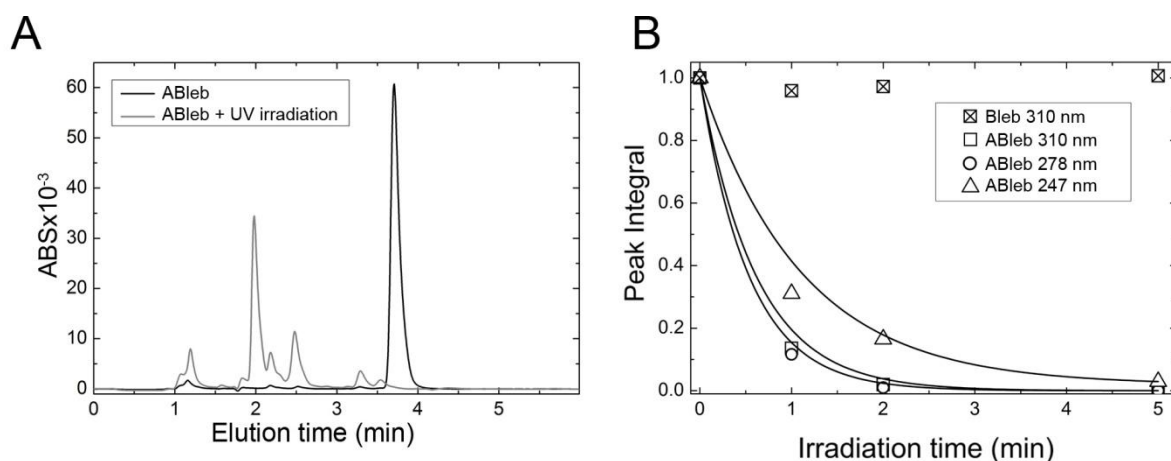 A
ABSx10-3
60
50
40
30
20
10
0
ABleb
ABleb + UV irradiation
0 1 2 3 4 5
Elution time (min)
B
Peak Integral
1.0
0.8
0.6
0.4
0.2
0.0
Bleb 310 nm
ABleb 310 nm
ABleb 278 nm
ABleb 247 nm
0 1 2 3 4 5
Irradiation time (min)